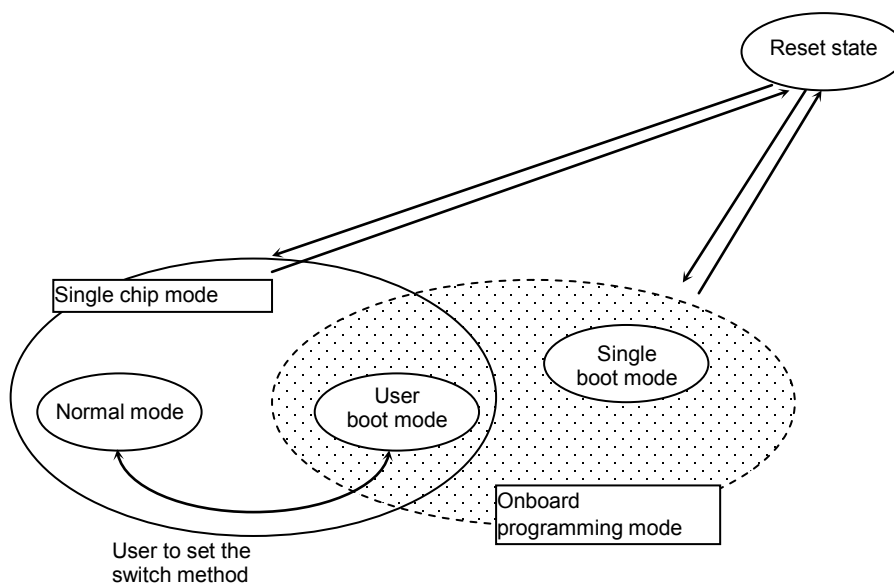 Reset state
Single chip mode
Single
boot mode
Normal mode
User
boot mode
Onboard
programming mode
User to set the
switch method